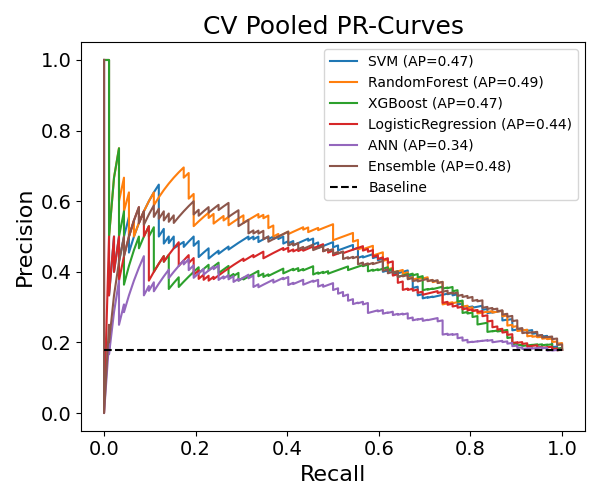 CV Pooled PR-Curves
SVM (AP=0.47)
RandomForest (AP=0.49)
XGBoost (AP=0.47)
LogisticRegression (AP=0.44)
ANN (AP=0.34)
Ensemble (AP=0.48)
Baseline
Precision
1.0
0.8
0.6
0.4
0.2
0.0
0.0 0.2 0.4 0.6 0.8 1.0
Recall